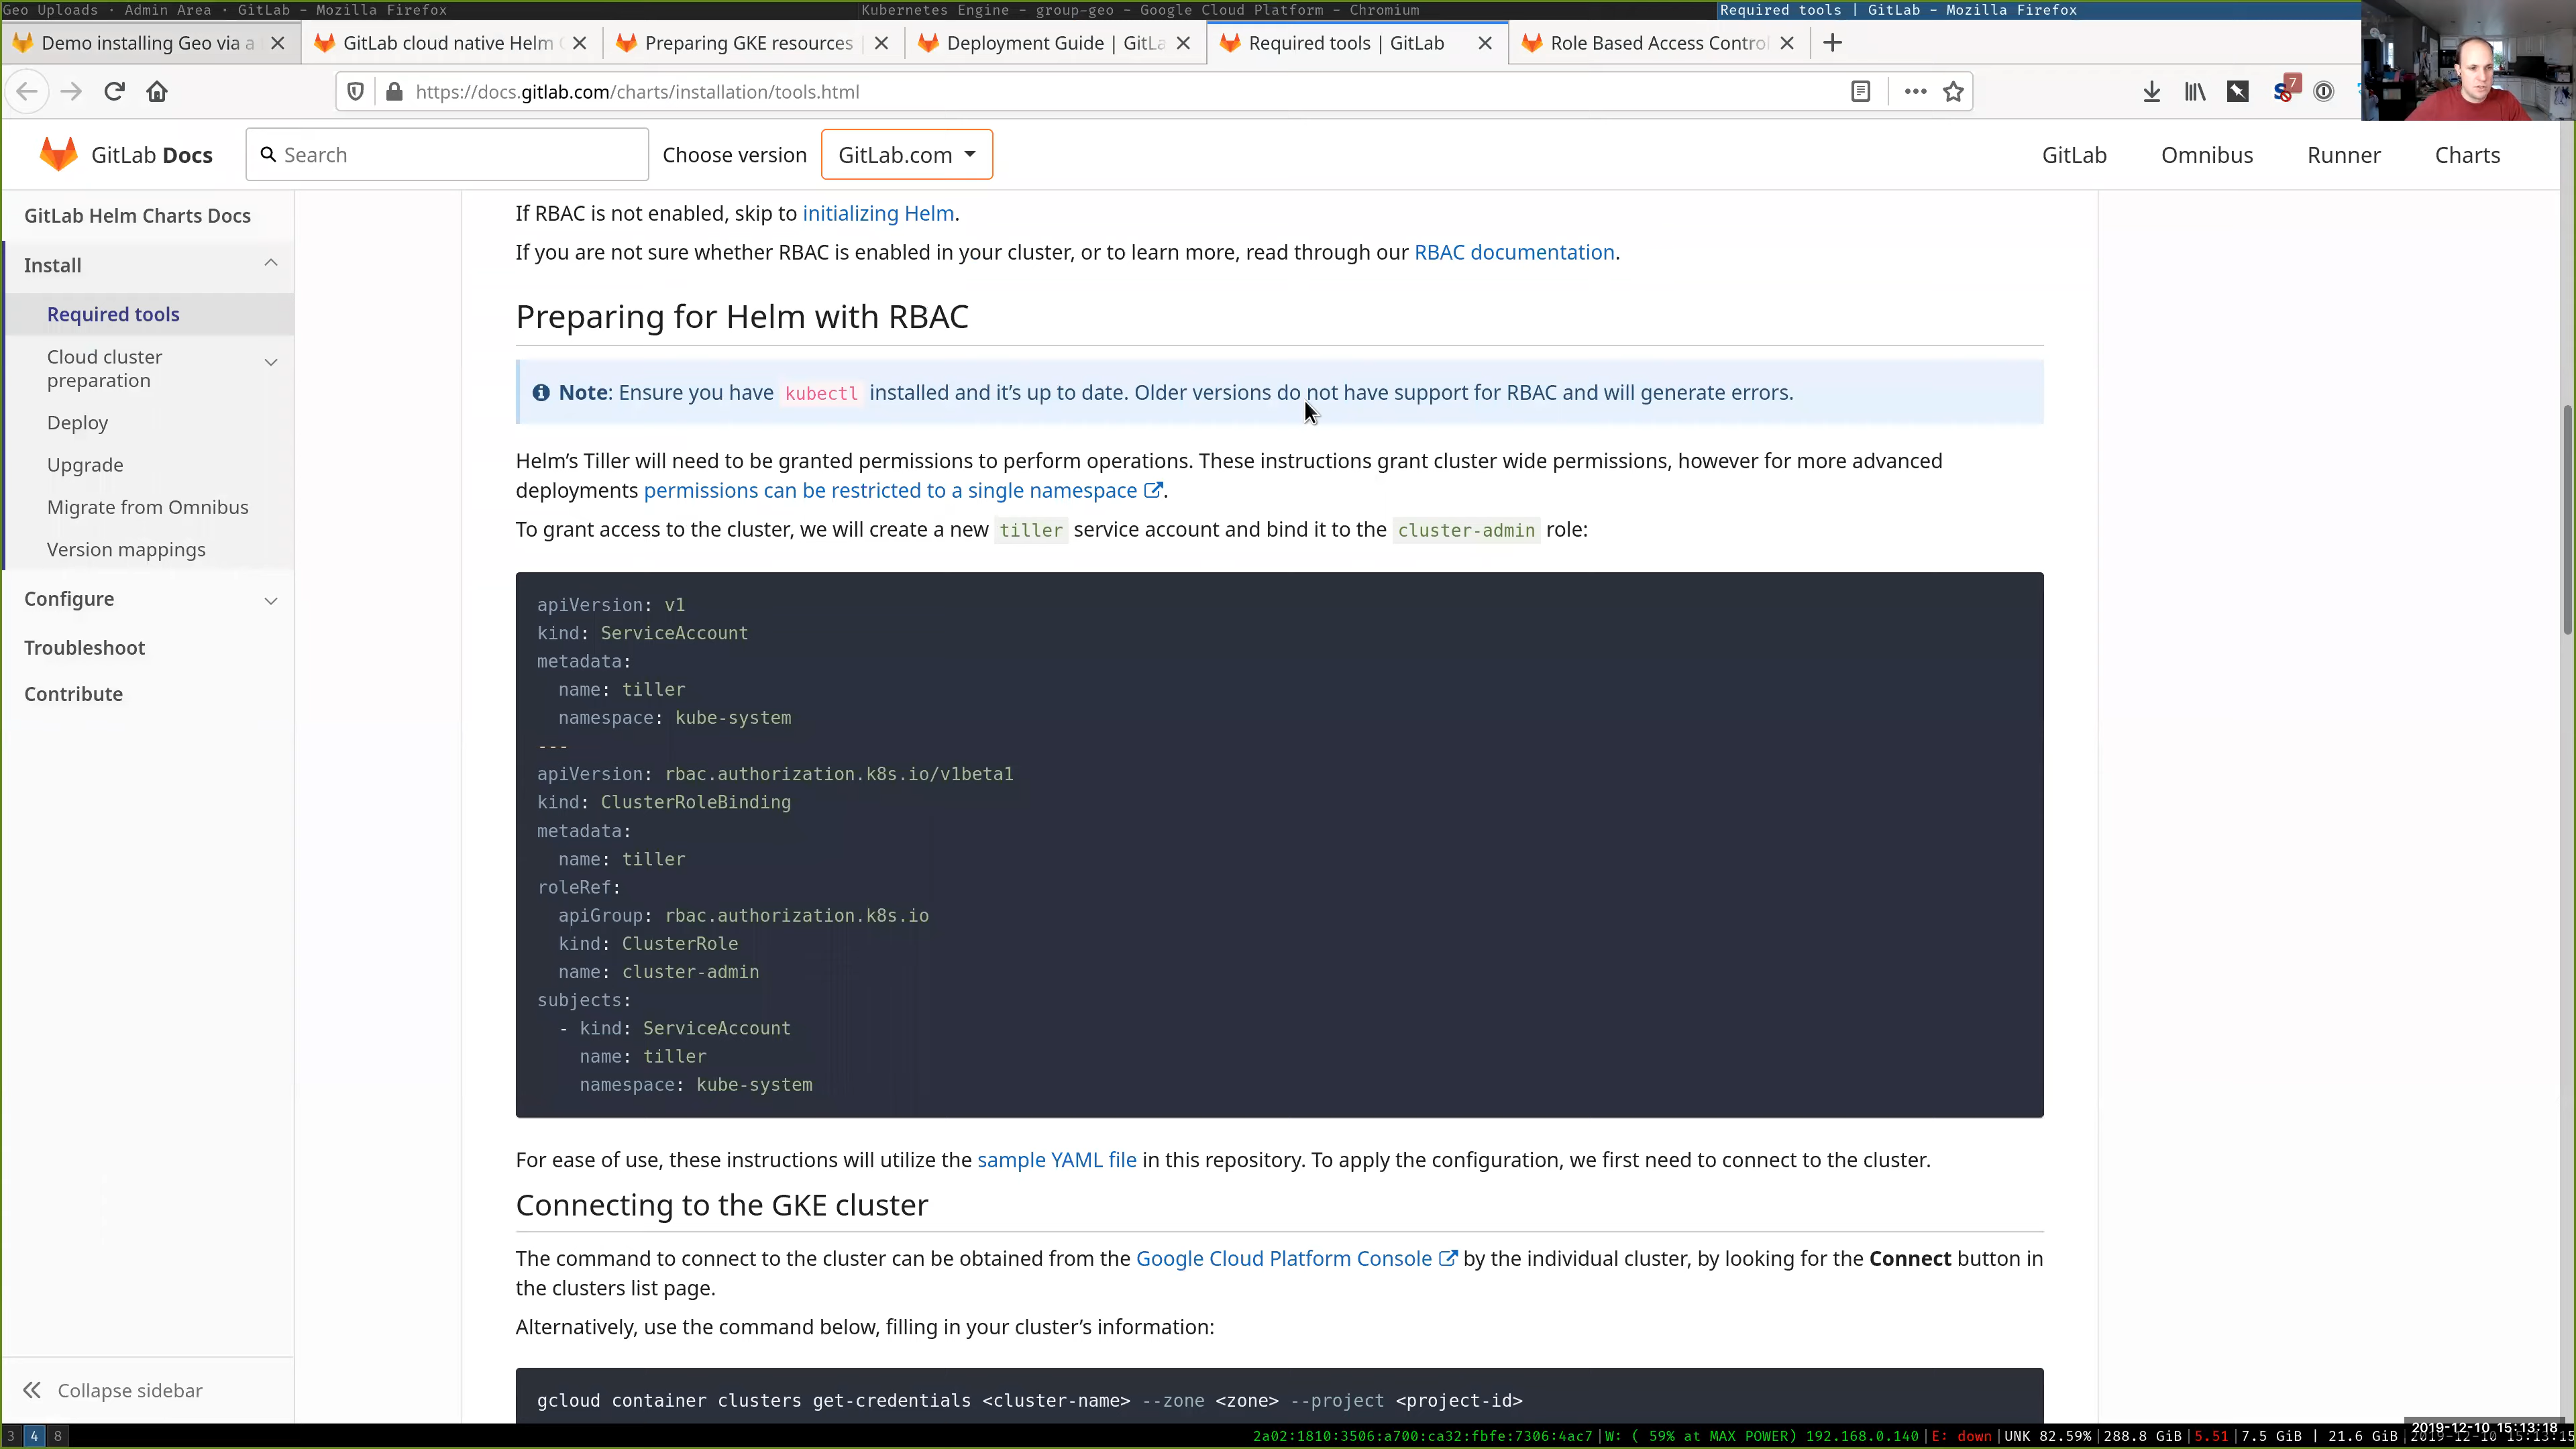 Geo Uploads · Admin Area · GitLab - Mozilla Firefox
Kubernetes Engine - group-geo - Google Cloud Platform - Chromium
Required tools | GitLab - Mozilla Firefox
Demo installing Geo via a
GitLab cloud native Helm
Preparing GKE resources
Deployment Guide | GitLa
Required tools | GitLab
Role Based Access Contro
https://docs.gitlab.com/charts/installation/tools.html
7
GitLab Docs
Search
Choose version
GitLab.com
GitLab
Omnibus
Runner
Charts
GitLab Helm Charts Docs
Install
Required tools
Cloud cluster
preparation
Deploy
Upgrade
Migrate from Omnibus
Version mappings
Configure
Troubleshoot
Contribute
Collapse sidebar
If RBAC is not enabled, skip to initializing Helm.
If you are not sure whether RBAC is enabled in your cluster, or to learn more, read through our RBAC documentation.
Preparing for Helm with RBAC
Note: Ensure you have kubectl installed and it’s up to date. Older versions do not have support for RBAC and will generate errors.
Helm’s Tiller will need to be granted permissions to perform operations. These instructions grant cluster wide permissions, however for more advanced
deployments permissions can be restricted to a single namespace.
To grant access to the cluster, we will create a new tiller service account and bind it to the cluster-admin role:
apiVersion: v1
kind: ServiceAccount
metadata:
  name: tiller
  namespace: kube-system
---
apiVersion: rbac.authorization.k8s.io/v1beta1
kind: ClusterRoleBinding
metadata:
  name: tiller
roleRef:
  apiGroup: rbac.authorization.k8s.io
  kind: ClusterRole
  name: cluster-admin
subjects:
  - kind: ServiceAccount
    name: tiller
    namespace: kube-system
For ease of use, these instructions will utilize the sample YAML file in this repository. To apply the configuration, we first need to connect to the cluster.
Connecting to the GKE cluster
The command to connect to the cluster can be obtained from the Google Cloud Platform Console by the individual cluster, by looking for the Connect button in
the clusters list page.
Alternatively, use the command below, filling in your cluster’s information:
gcloud container clusters get-credentials <cluster-name> --zone <zone> --project <project-id>
3 4 8
2a02:1810:3506:a700:ca32:fbfe:7306:4ac7|W: ( 59% at MAX POWER) 192.168.0.140|E: down|UNK 82.59%|288.8 GiB|5.51|7.5 GiB | 21.6 GiB
2019-12-10 15:13:18